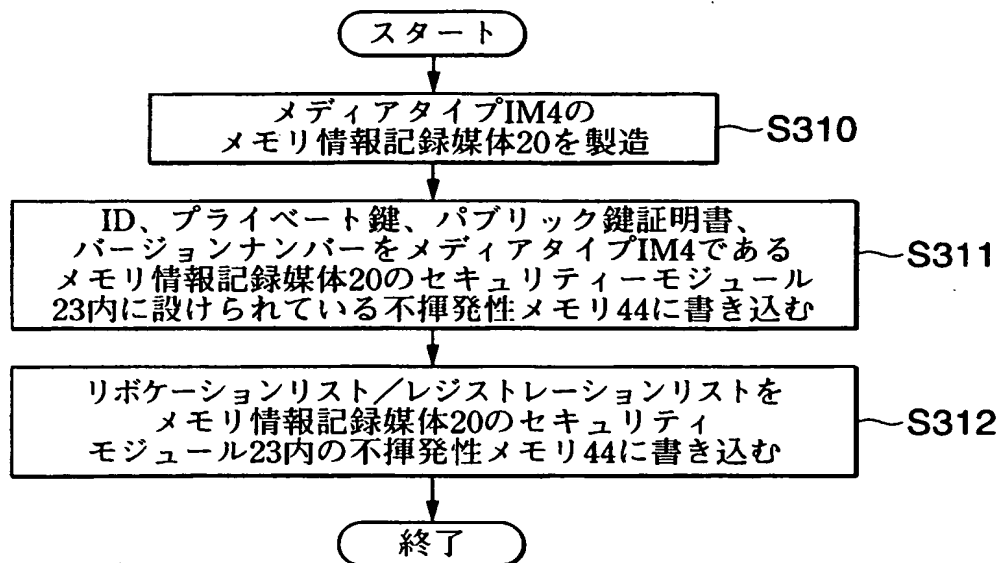 スタート
メディアタイプIM4の
メモリ情報記録媒体20を製造
S310
ID、プライベート鍵、パブリック鍵証明書、
バージョンナンバーをメディアタイプIM4である
メモリ情報記録媒体20のセキュリティーモジュール
23内に設けられている不揮発性メモリ44に書き込む
S311
リボケーションリスト／レジストレーションリストを
メモリ情報記録媒体20のセキュリティ
モジュール23内の不揮発性メモリ44に書き込む
S312
終了